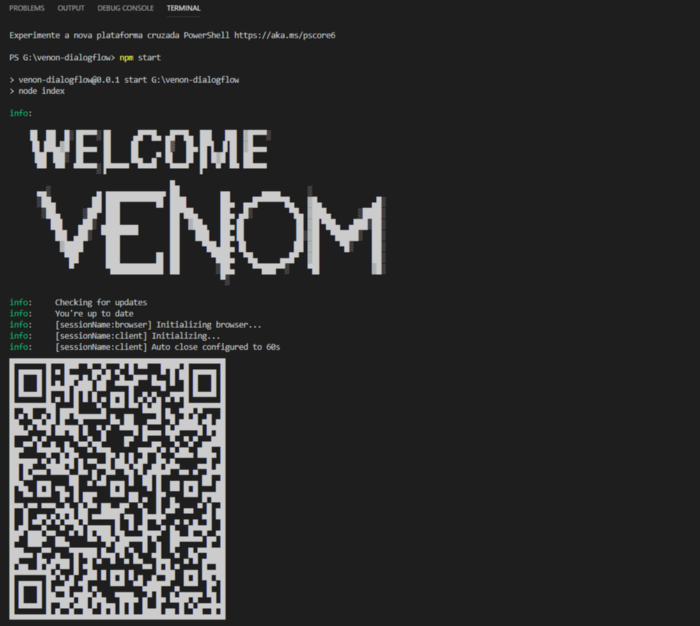 PROBLEMS OUTPUT DEBUG CONSOLE TERMINAL
Experimente a nova plataforma cruzada PowerShell https://aka.ms/pscore6
PS G:\venon-dialogflow> npm start
> venon-dialogflow@0.0.1 start G:\venon-dialogflow
> node index
info:
WELCOME
VENOM
info: Checking for updates
info: You're up to date
info: [sessionName:browser] Initializing browser...
info: [sessionName:client] Initializing...
info: [sessionName:client] Auto close configured to 60s